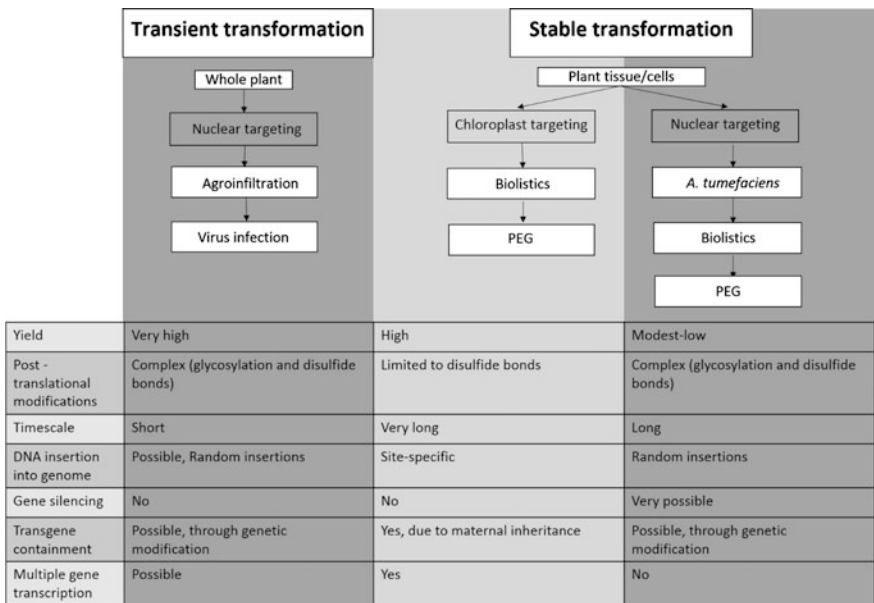 Transient transformation
Stable transformation
Whole plant
Plant tissue/cells
Nuclear targeting
Chloroplast targeting
Nuclear targeting
Agroinfiltration
Biolistics
A. tumefaciens
Virus infection
PEG
Biolistics
PEG
Yield
Very high
High
Modest-low
Post -
translational
modifications
Complex (glycosylation and disulfide
bonds)
Limited to disulfide bonds
Complex (glycosylation and disulfide
bonds)
Timescale
Short
Very long
Long
DNA insertion
into genome
Possible, Random insertions
Site-specific
Random insertions
Gene silencing
No
No
Very possible
Transgene
containment
Possible, through genetic
modification
Yes, due to maternal inheritance
Possible, through genetic
modification
Multiple gene
transcription
Possible
Yes
No